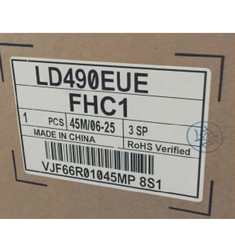 LD490EUE
FHC1
1 PCS 45M/06-25 3 SP
MADE IN CHINA RoHS Verified
VJF66R01045MP 8S1